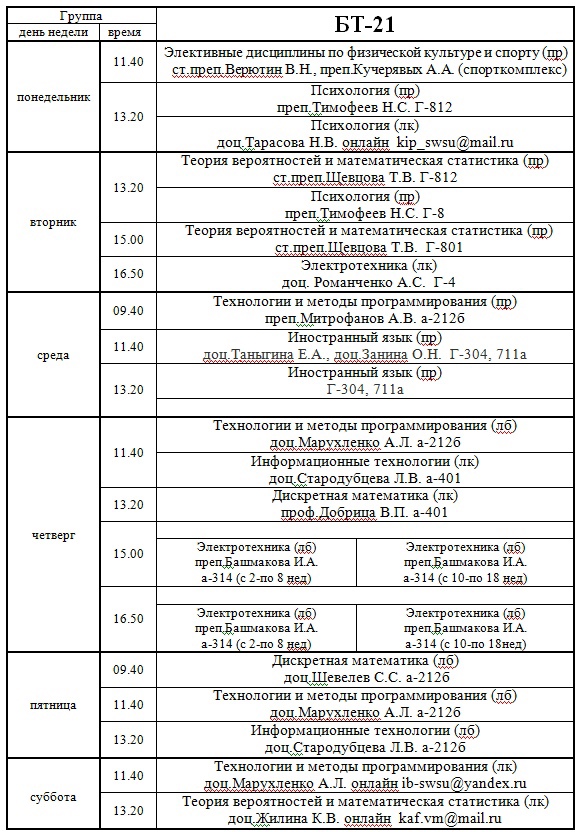 Группа
БТ-21
день недели
время
понедельник
11.40
Элективные дисциплины по физической культуре и спорту (пр)
ст.преп.Верютин В.Н., преп.Кучерявых А.А. (спорткомплекс)
13.20
Психология (пр)
преп.Тимофеев Н.С. Г-812
Психология (лк)
доц.Тарасова Н.В. онлайн kip_swsu@mail.ru
вторник
13.20
Теория вероятностей и математическая статистика (пр)
ст.преп.Шевцова Т.В. Г-812
Психология (пр)
преп.Тимофеев Н.С. Г-8
15.00
Теория вероятностей и математическая статистика (пр)
ст.преп.Шевцова Т.В. Г-801
16.50
Электротехника (лк)
доц. Романченко А.С. Г-4
среда
09.40
Технологии и методы программирования (пр)
преп.Митрофанов А.В. а-212б
11.40
Иностранный язык (пр)
доц.Таныгина Е.А., доц.Занина О.Н. Г-304, 711а
13.20
Иностранный язык (пр)
Г-304, 711а
четверг
11.40
Технологии и методы программирования (лб)
доц.Марухленко А.Л. а-212б
Информационные технологии (лк)
доц.Стародубцева Л.В. а-401
13.20
Дискретная математика (лк)
проф.Добрица В.П. а-401
15.00
Электротехника (лб)
преп.Башмакова И.А.
а-314 (с 2-по 8 нед)
Электротехника (лб)
преп.Башмакова И.А.
а-314 (с 10-по 18 нед)
16.50
Электротехника (лб)
преп.Башмакова И.А.
а-314 (с 2-по 8 нед)
Электротехника (лб)
преп.Башмакова И.А.
а-314 (с 10-по 18нед)
пятница
09.40
Дискретная математика (лб)
доц.Шевелев С.С. а-212б
11.40
Технологии и методы программирования (лб)
доц.Марухленко А.Л. а-212б
13.20
Информационные технологии (лб)
доц.Стародубцева Л.В. а-212б
суббота
11.40
Технологии и методы программирования (лк)
доц.Марухленко А.Л. онлайн ib-swsu@yandex.ru
13.20
Теория вероятностей и математическая статистика (лк)
доц.Жилина К.В. онлайн kaf.vm@mail.ru